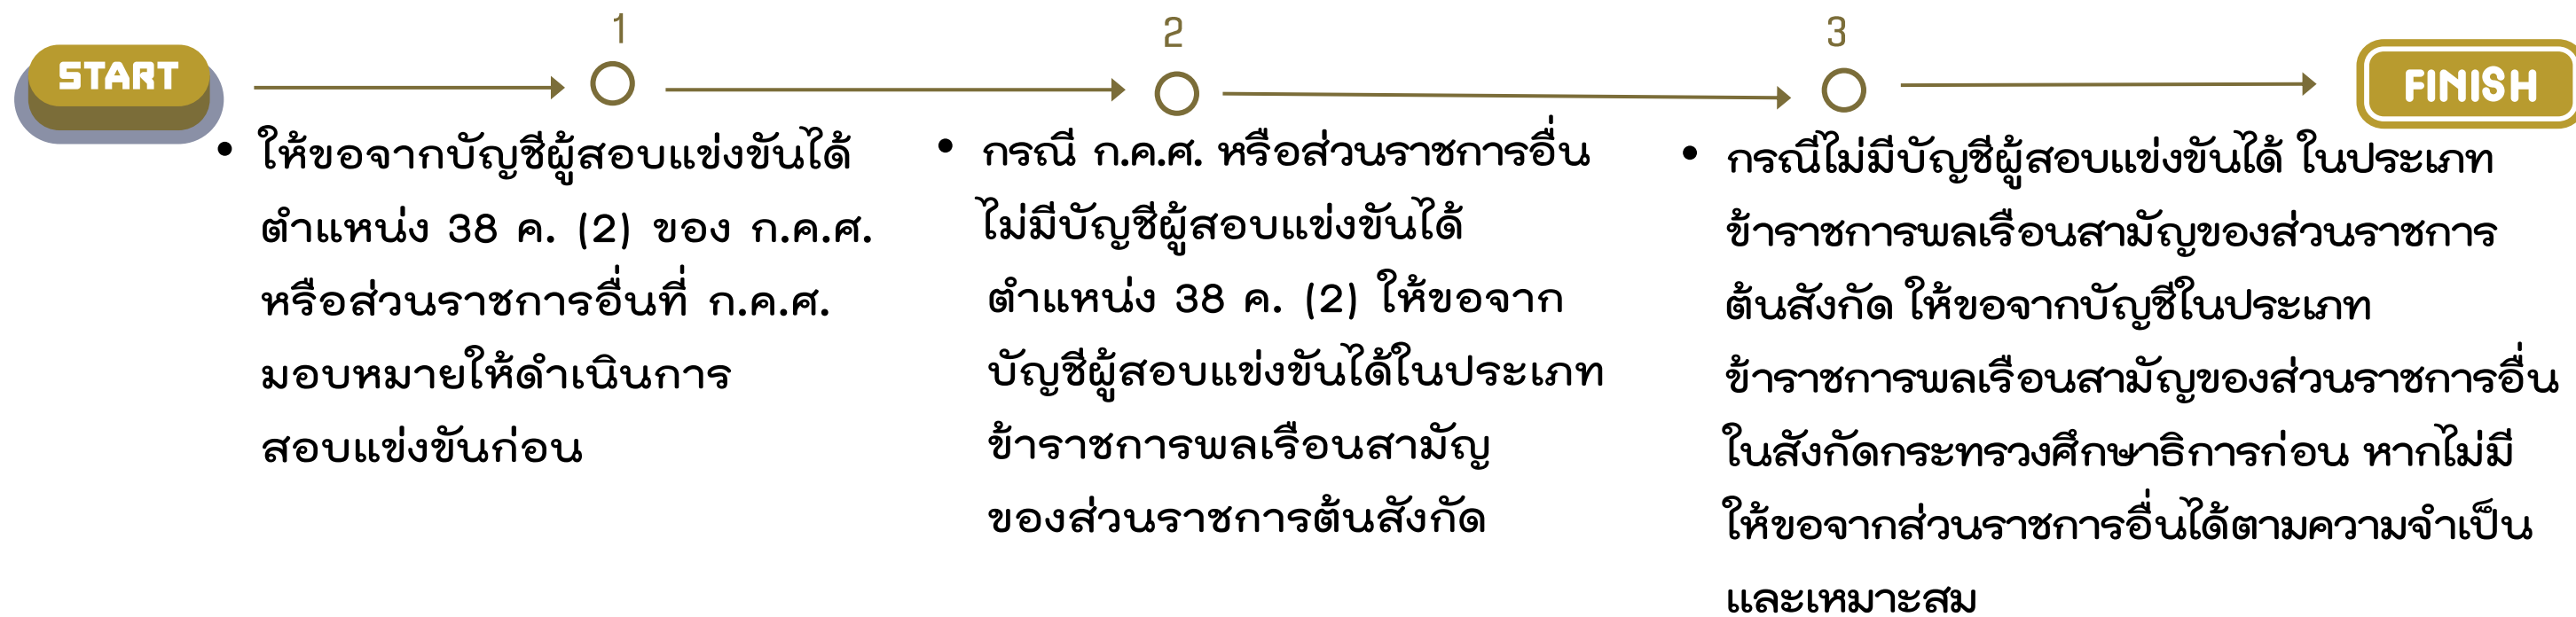 START
1
2
3
FINISH
• ให้ขอจากบัญชีผู้สอบแข่งขันได้
ตำแหน่ง 38 ค. (2) ของ ก.ค.ศ.
หรือส่วนราชการอื่นที่ ก.ค.ศ.
มอบหมายให้ดำเนินการ
สอบแข่งขันก่อน
• กรณี ก.ค.ศ. หรือส่วนราชการอื่น
ไม่มีบัญชีผู้สอบแข่งขันได้
ตำแหน่ง 38 ค. (2) ให้ขอจาก
บัญชีผู้สอบแข่งขันได้ในประเภท
ข้าราชการพลเรือนสามัญ
ของส่วนราชการต้นสังกัด
• กรณีไม่มีบัญชีผู้สอบแข่งขันได้ ในประเภท
ข้าราชการพลเรือนสามัญของส่วนราชการ
ต้นสังกัด ให้ขอจากบัญชีในประเภท
ข้าราชการพลเรือนสามัญของส่วนราชการอื่น
ในสังกัดกระทรวงศึกษาธิการก่อน หากไม่มี
ให้ขอจากส่วนราชการอื่นได้ตามความจำเป็น
และเหมาะสม